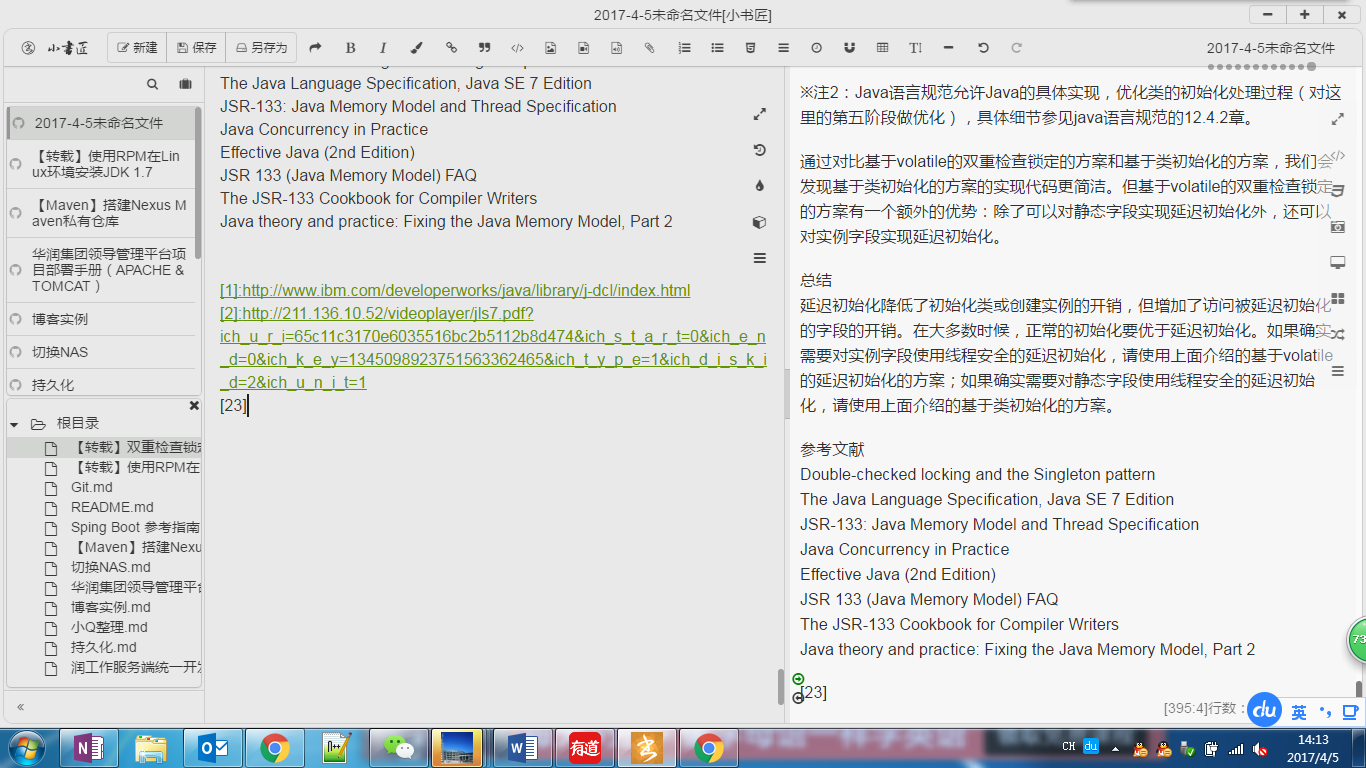 2017-4-5未命名文件[小书匠]
小书匠
新建
保存
另存为
B
I
2017-4-5未命名文件
2017-4-5未命名文件
【转载】使用RPM在Lin
ux环境安装JDK 1.7
【Maven】搭建Nexus M
aven私有仓库
华润集团领导管理平台项
目部署手册（APACHE &
TOMCAT）
博客实例
切换NAS
持久化
根目录
【转载】双重检查锁定
【转载】使用RPM在
Git.md
README.md
Sping Boot 参考指南
【Maven】搭建Nexu
切换NAS.md
华润集团领导管理平台
博客实例.md
小Q整理.md
持久化.md
润工作服务端统一开发
«
The Java Language Specification, Java SE 7 Edition
JSR-133: Java Memory Model and Thread Specification
Java Concurrency in Practice
Effective Java (2nd Edition)
JSR 133 (Java Memory Model) FAQ
The JSR-133 Cookbook for Compiler Writers
Java theory and practice: Fixing the Java Memory Model, Part 2
[1]:http://www.ibm.com/developerworks/java/library/j-dcl/index.html
[2]:http://211.136.10.52/videoplayer/jls7.pdf?
ich_u_r_i=65c11c3170e6035516bc2b5112b8d474&ich_s_t_a_r_t=0&ich_e_n
_d=0&ich_k_e_y=1345098923751563362465&ich_t_y_p_e=1&ich_d_i_s_k_i
_d=2&ich_u_n_i_t=1
[23]
※注2：Java语言规范允许Java的具体实现，优化类的初始化处理过程（对这
里的第五阶段做优化），具体细节参见java语言规范的12.4.2章。
通过对比基于volatile的双重检查锁定的方案和基于类初始化的方案，我们会
发现基于类初始化的方案的实现代码更简洁。但基于volatile的双重检查锁定
的方案有一个额外的优势：除了可以对静态字段实现延迟初始化外，还可以
对实例字段实现延迟初始化。
总结
延迟初始化降低了初始化类或创建实例的开销，但增加了访问被延迟初始化
的字段的开销。在大多数时候，正常的初始化要优于延迟初始化。如果确实
需要对实例字段使用线程安全的延迟初始化，请使用上面介绍的基于volatile
的延迟初始化的方案；如果确实需要对静态字段使用线程安全的延迟初始
化，请使用上面介绍的基于类初始化的方案。
参考文献
Double-checked locking and the Singleton pattern
The Java Language Specification, Java SE 7 Edition
JSR-133: Java Memory Model and Thread Specification
Java Concurrency in Practice
Effective Java (2nd Edition)
JSR 133 (Java Memory Model) FAQ
The JSR-133 Cookbook for Compiler Writers
Java theory and practice: Fixing the Java Memory Model, Part 2
[23]
73
[395:4]行数：
du
英
有道
CH
du
14:13
2017/4/5